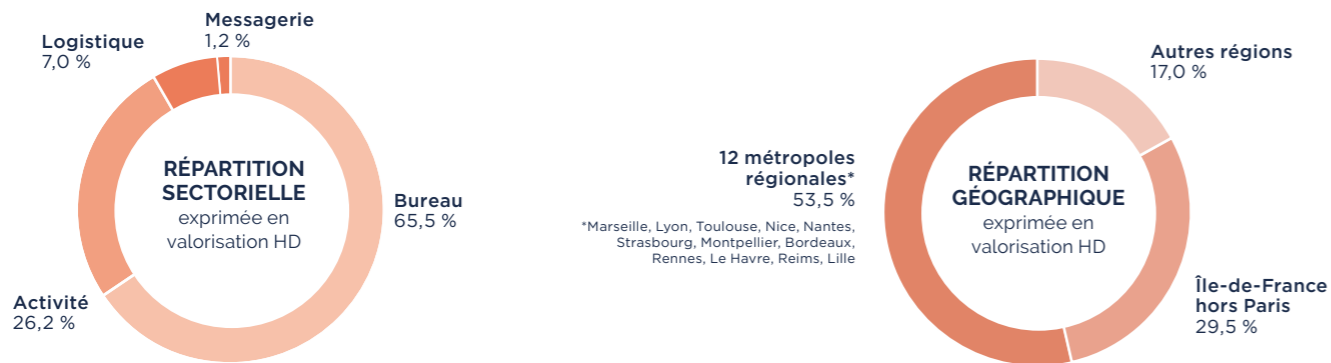 Messagerie
1,2 %
Logistique
7,0 %
RÉPARTITION
SECTORIELLE
exprimée en
valorisation HD
Bureau
65,5 %
Activité
26,2 %
Autres régions
17,0 %
12 métropoles
régionales*
53,5 %
*Marseille, Lyon, Toulouse, Nice, Nantes,
Strasbourg, Montpellier, Bordeaux,
Rennes, Le Havre, Reims, Lille
RÉPARTITION
GÉOGRAPHIQUE
exprimée en
valorisation HD
Île-de-France
hors Paris
29,5 %